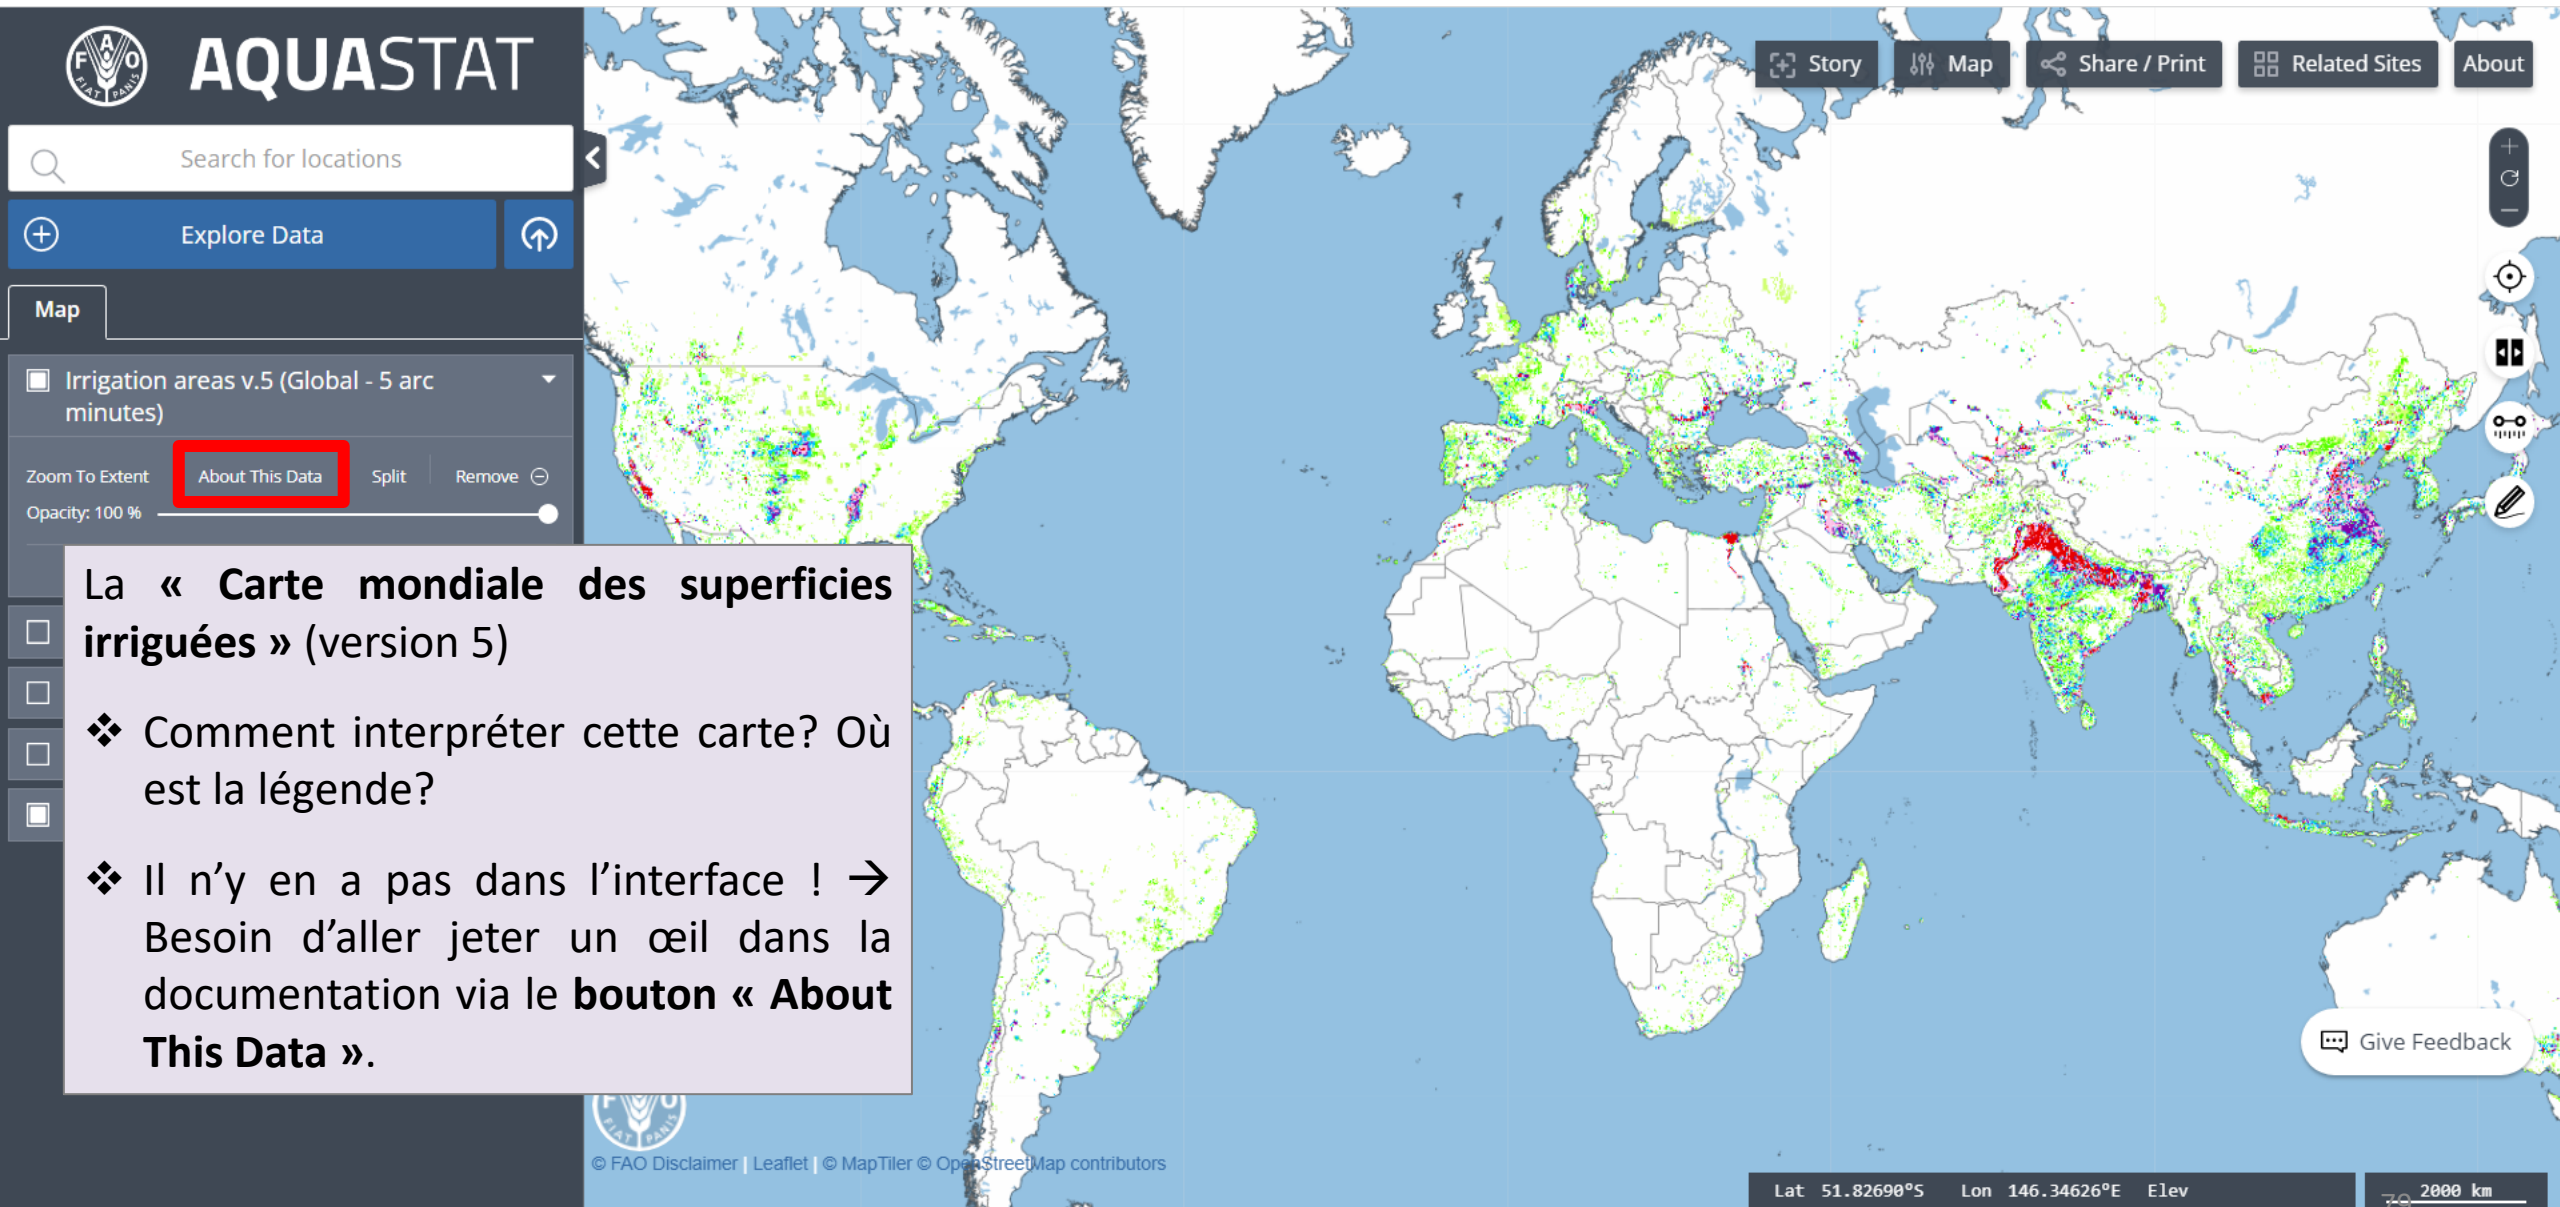 AQUASTAT
Search for locations
Explore Data
Map
Irrigation areas v.5 (Global - 5 arc
minutes)
Zoom To Extent About This Data Split Remove
Opacity: 100 %
La « Carte mondiale des superficies
irriguées » (version 5)
❖ Comment interpréter cette carte? Où
est la légende?
❖ Il n’y en a pas dans l’interface ! →
Besoin d’aller jeter un œil dans la
documentation via le bouton « About
This Data ».
Story Map Share / Print Related Sites About
Give Feedback
FAO
FIAT PANIS
© FAO Disclaimer | Leaflet | © MapTiler © OpenStreetMap contributors
Lat 51.82690°S Lon 146.34626°E Elev
2000 km
79